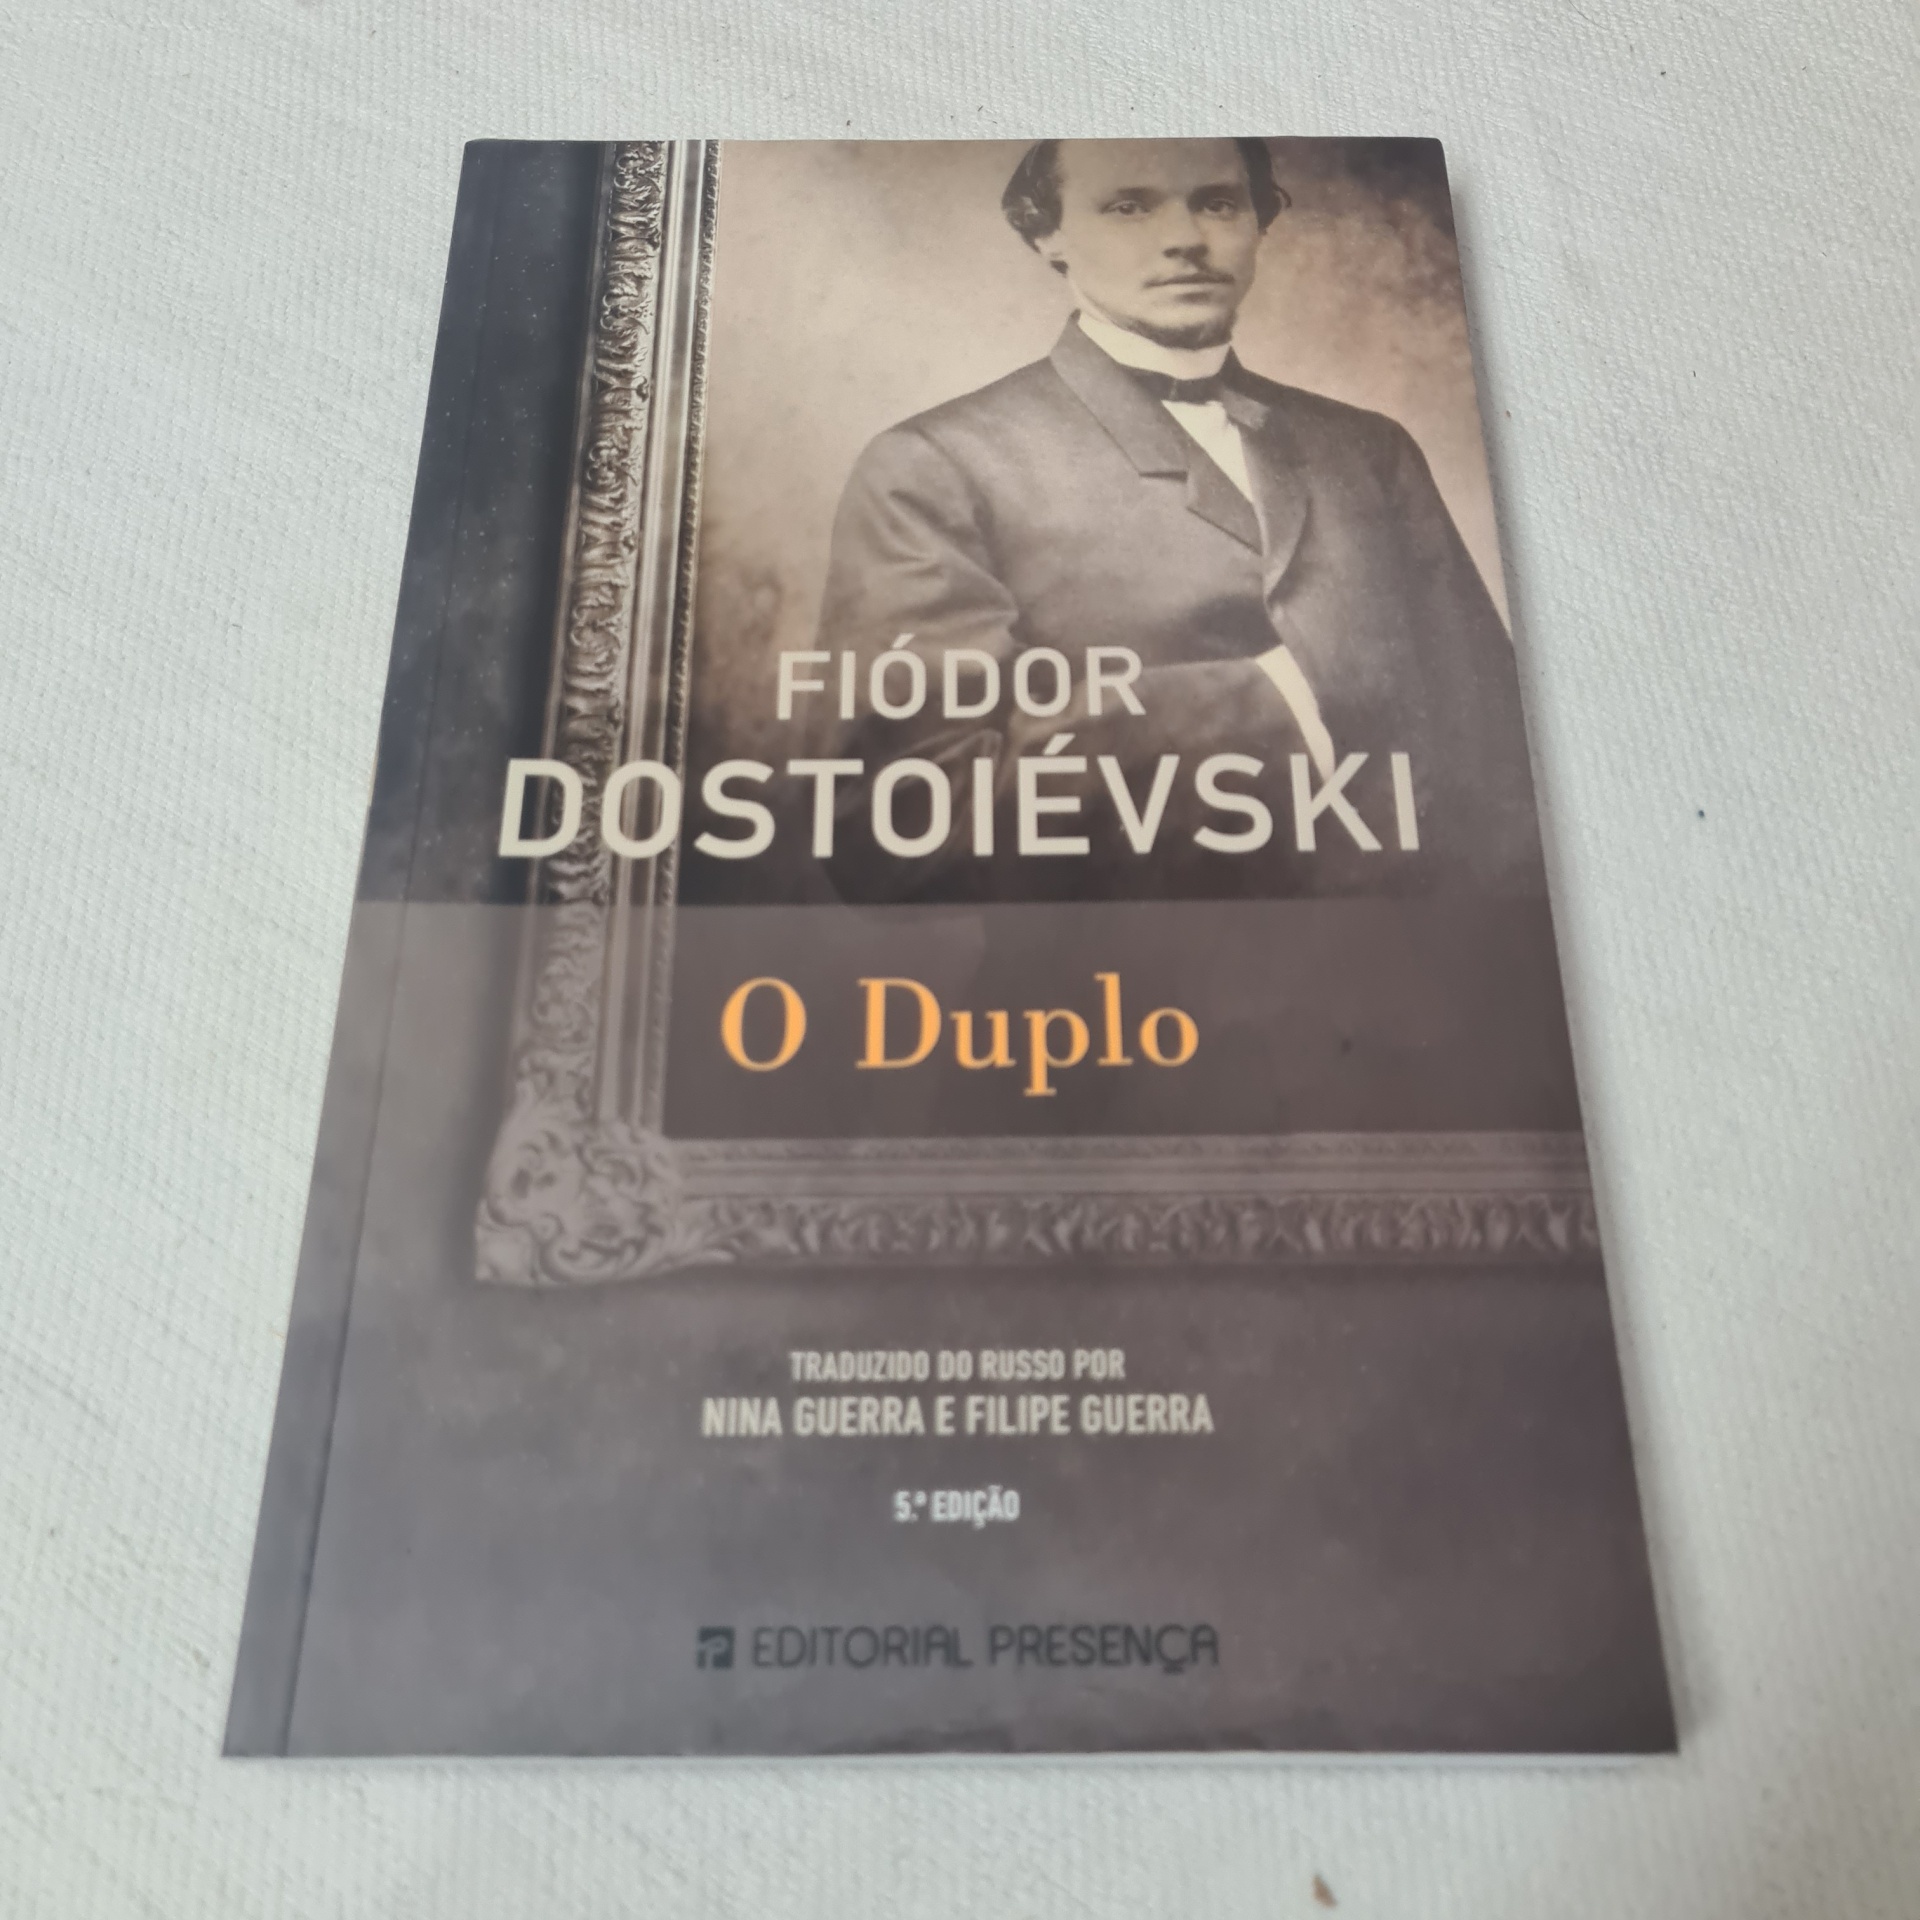 FIÓDOR
DOSTOIÉVSKI
O Duplo
TRADUZIDO DO RUSSO POR
NINA GUERRA E FILIPE GUERRA
5.ª EDIÇÃO
EDITORIAL PRESENÇA